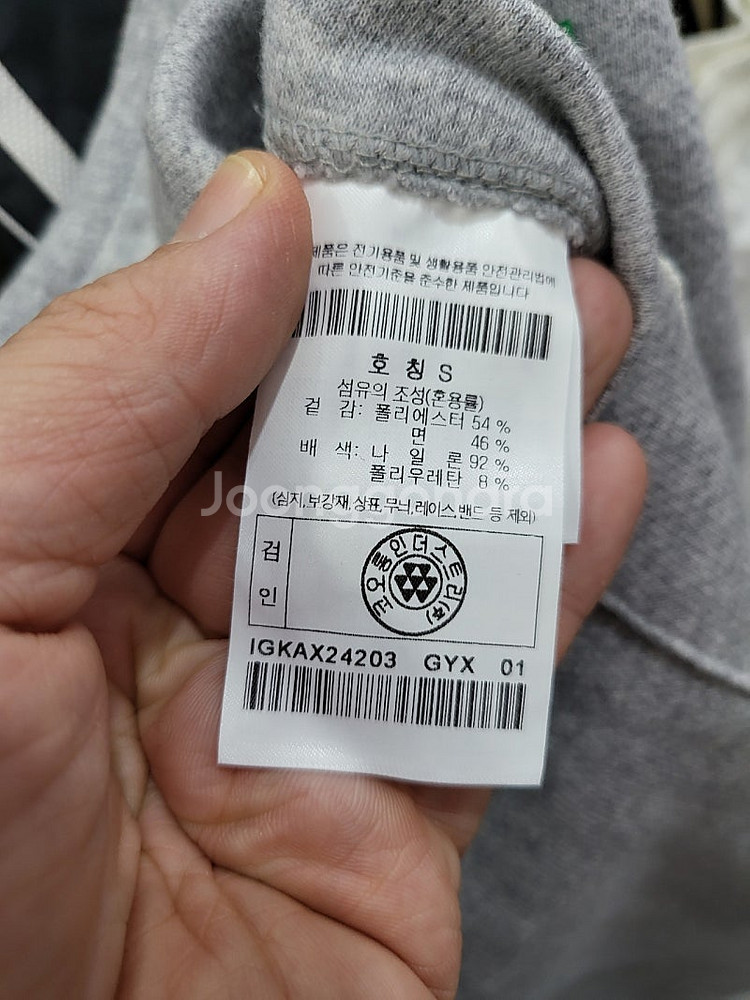 제품은 전기용품 및 생활용품 안전관리법에
따른 안전기준을 준수한 제품입니다
호 칭 S
섬유의 조성(혼용률)
겉 감: 폴리에스터 54 %
면 46 %
배 색: 나 일 론 92 %
폴리우레탄 8 %
Joonggonara
(심지,보강재,상표,무늬,레이스,밴드 등 제외)
검
인
코오롱인더스트리(주)
IGKAX24203 GYX 01